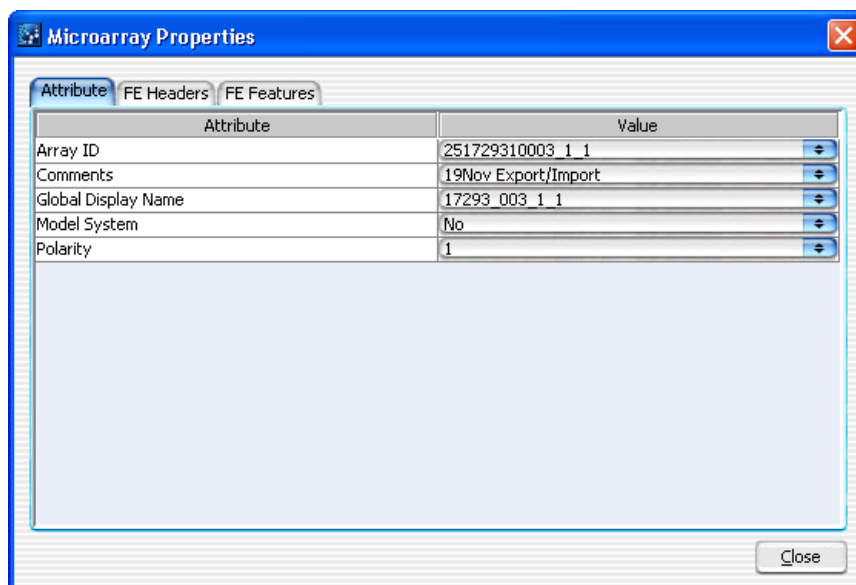 Microarray Properties
Attribute FE Headers FE Features
Attribute Value
Array ID 251729310003_1_1
Comments 19Nov Export/Import
Global Display Name 17293_003_1_1
Model System No
Polarity 1
Close